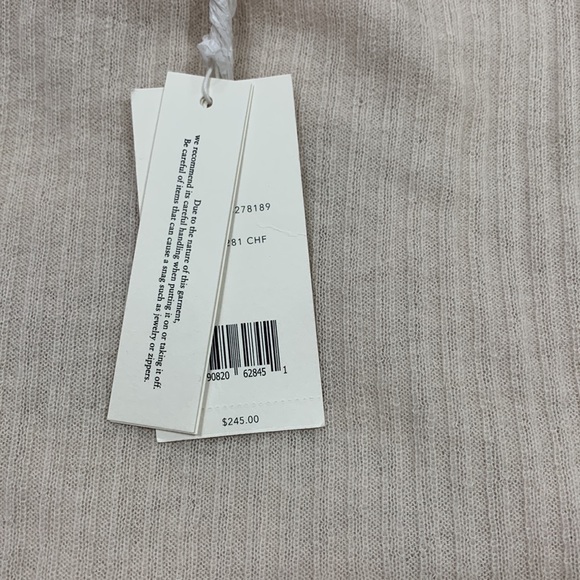 Due to the nature of this garment,
we recommend its careful handling when putting it on or taking it off.
Be careful of items that can cause a snag such as jewelry or zippers.
278189
281 CHF
90820 62845 1
$245.00